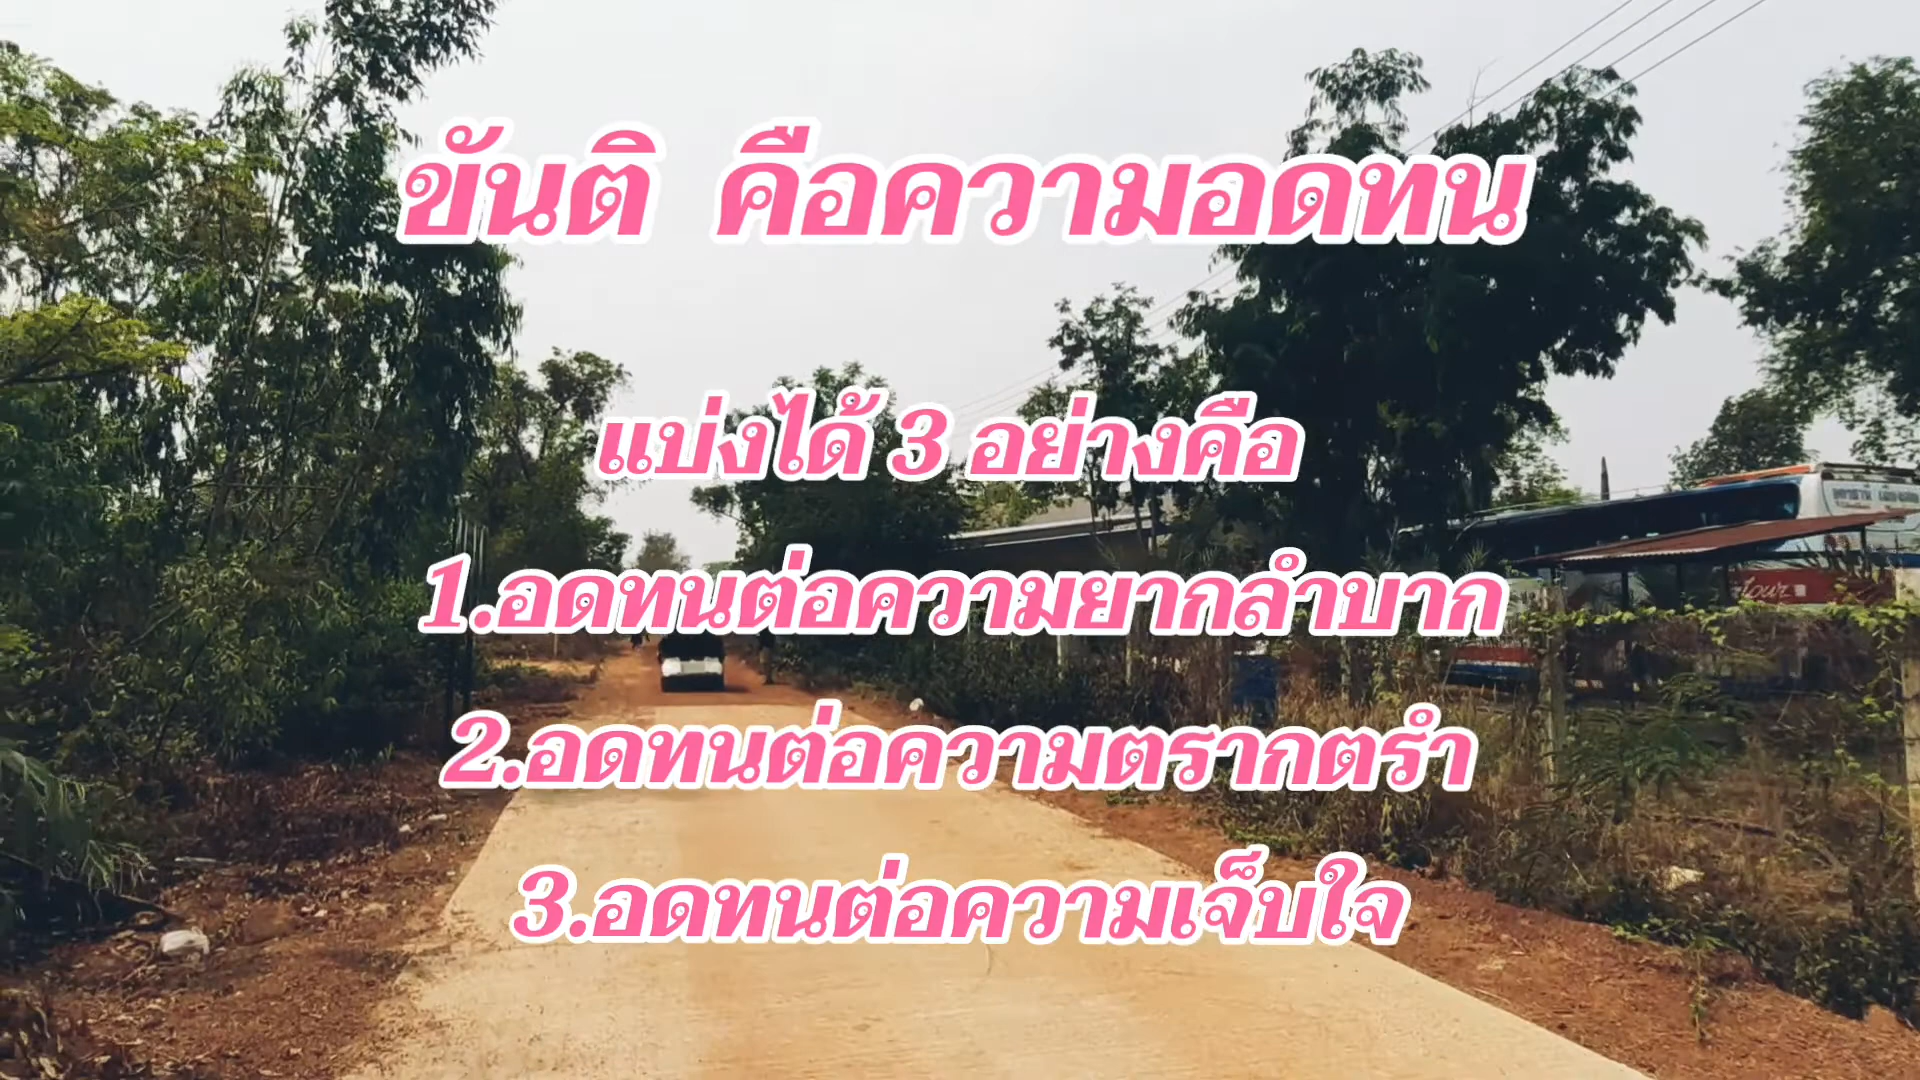 ขันติ คือความอดทน
แบ่งได้ 3 อย่างคือ
1.อดทนต่อความยากลำบาก
2.อดทนต่อความตรากตรำ
3.อดทนต่อความเจ็บใจ
tour